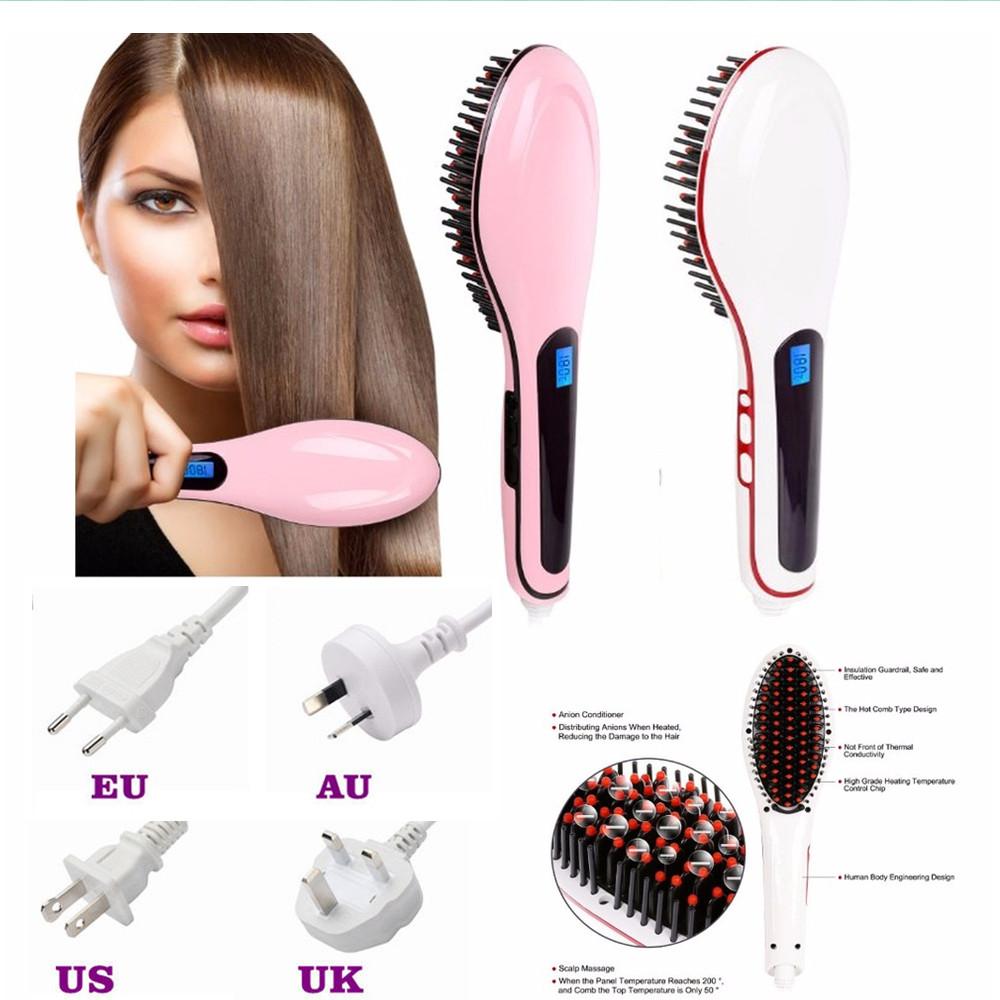 180
180
180
EU
AU
US
UK
• Anion Conditioner
• Distributing Anions When Heated,
Reducing the Damage to the Hair
• Insulation Guardrail, Safe and
Effective
• The Hot Comb Type Design
• Not Front of Thermal
Conductivity
• High Grade Heating Temperature
Control Chip
• Human Body Engineering Design
• Scalp Massage
• When the Panel Temperature Reaches 200 °,
and Comb the Top Temperature is Only 50 °